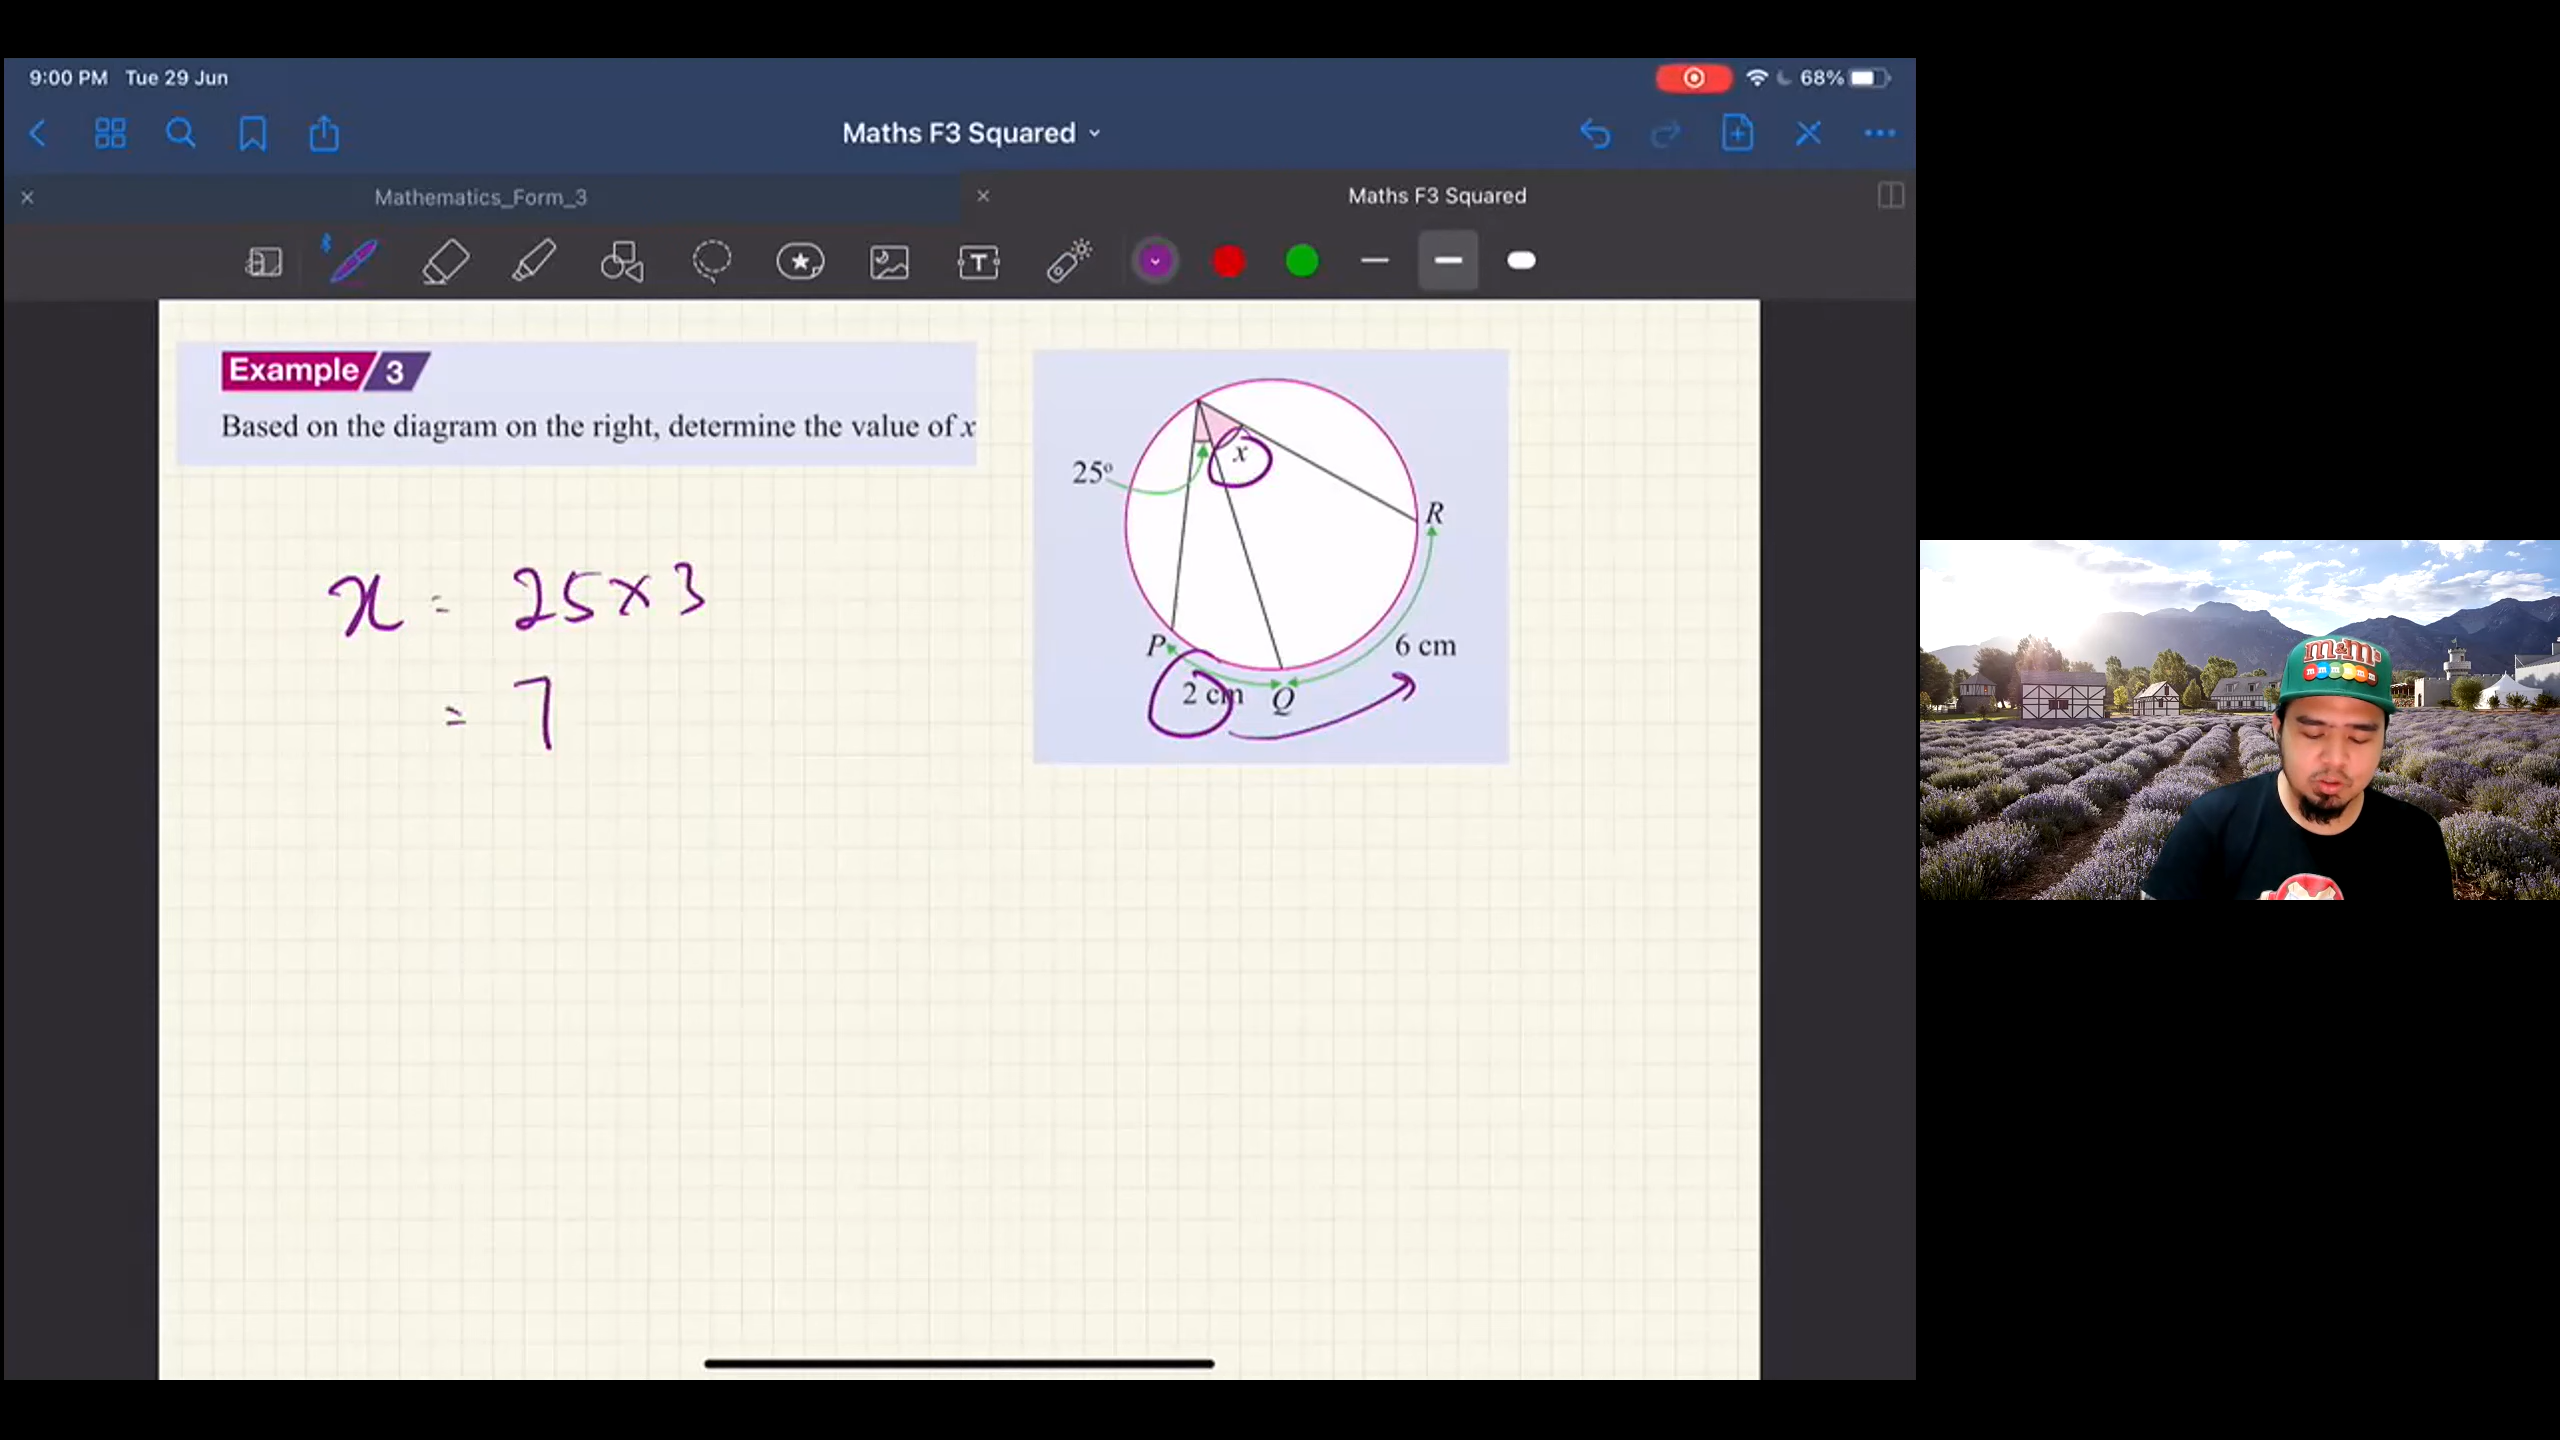 9:00 PM Tue 29 Jun
68%
Maths F3 Squared
Mathematics_Form_3
Maths F3 Squared
T
Example 3
Based on the diagram on the right, determine the value of x
x = 25 x 3
= 7
25°
x
R
P
6 cm
2 cm
Q
m&m's
mmmmm